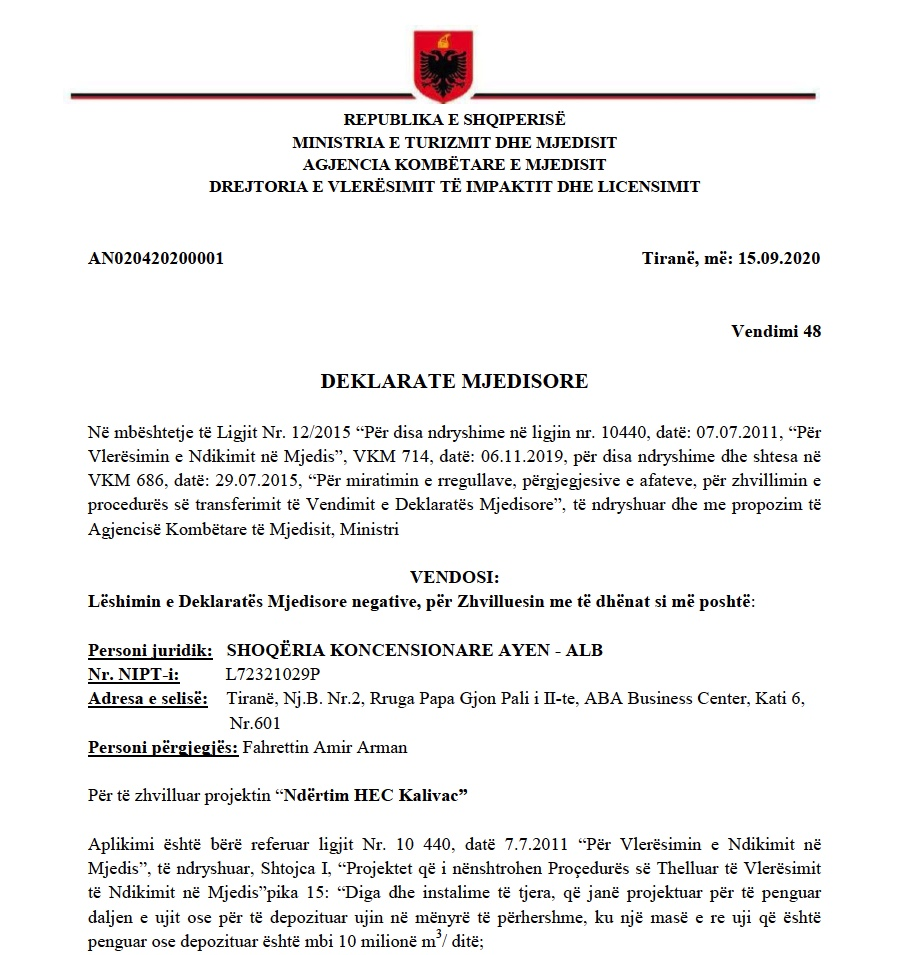 REPUBLIKA E SHQIPERISË
MINISTRIA E TURIZMIT DHE MJEDISIT
AGJENCIA KOMBËTARE E MJEDISIT
DREJTORIA E VLERËSIMIT TË IMPAKTIT DHE LICENSIMIT
AN020420200001 Tiranë, më: 15.09.2020
Vendimi 48
DEKLARATE MJEDISORE
Në mbështetje të Ligjit Nr. 12/2015 “Për disa ndryshime në ligjin nr. 10440, datë: 07.07.2011, “Për
Vlerësimin e Ndikimit në Mjedis”, VKM 714, datë: 06.11.2019, për disa ndryshime dhe shtesa në
VKM 686, datë: 29.07.2015, “Për miratimin e rregullave, përgjegjesive e afateve, për zhvillimin e
procedurës së transferimit të Vendimit e Deklaratës Mjedisore”, të ndryshuar dhe me propozim të
Agjencisë Kombëtare të Mjedisit, Ministri
VENDOSI:
Lëshimin e Deklaratës Mjedisore negative, për Zhvilluesin me të dhënat si më poshtë:
Personi juridik: SHOQËRIA KONCENSIONARE AYEN - ALB
Nr. NIPT-i: L72321029P
Adresa e selisë: Tiranë, Nj.B. Nr.2, Rruga Papa Gjon Pali i II-te, ABA Business Center, Kati 6,
Nr.601
Personi përgjegjës: Fahrettin Amir Arman
Për të zhvilluar projektin “Ndërtim HEC Kalivac”
Aplikimi është bërë referuar ligjit Nr. 10 440, datë 7.7.2011 “Për Vlerësimin e Ndikimit në
Mjedis”, të ndryshuar, Shtojca I, “Projektet që i nënshtrohen Proçedurës së Thelluar të Vlerësimit
të Ndikimit në Mjedis”pika 15: “Diga dhe instalime të tjera, që janë projektuar për të penguar
daljen e ujit ose për të depozituar ujin në mënyrë të përhershme, ku një masë e re uji që është
penguar ose depozituar është mbi 10 milionë m³/ ditë;